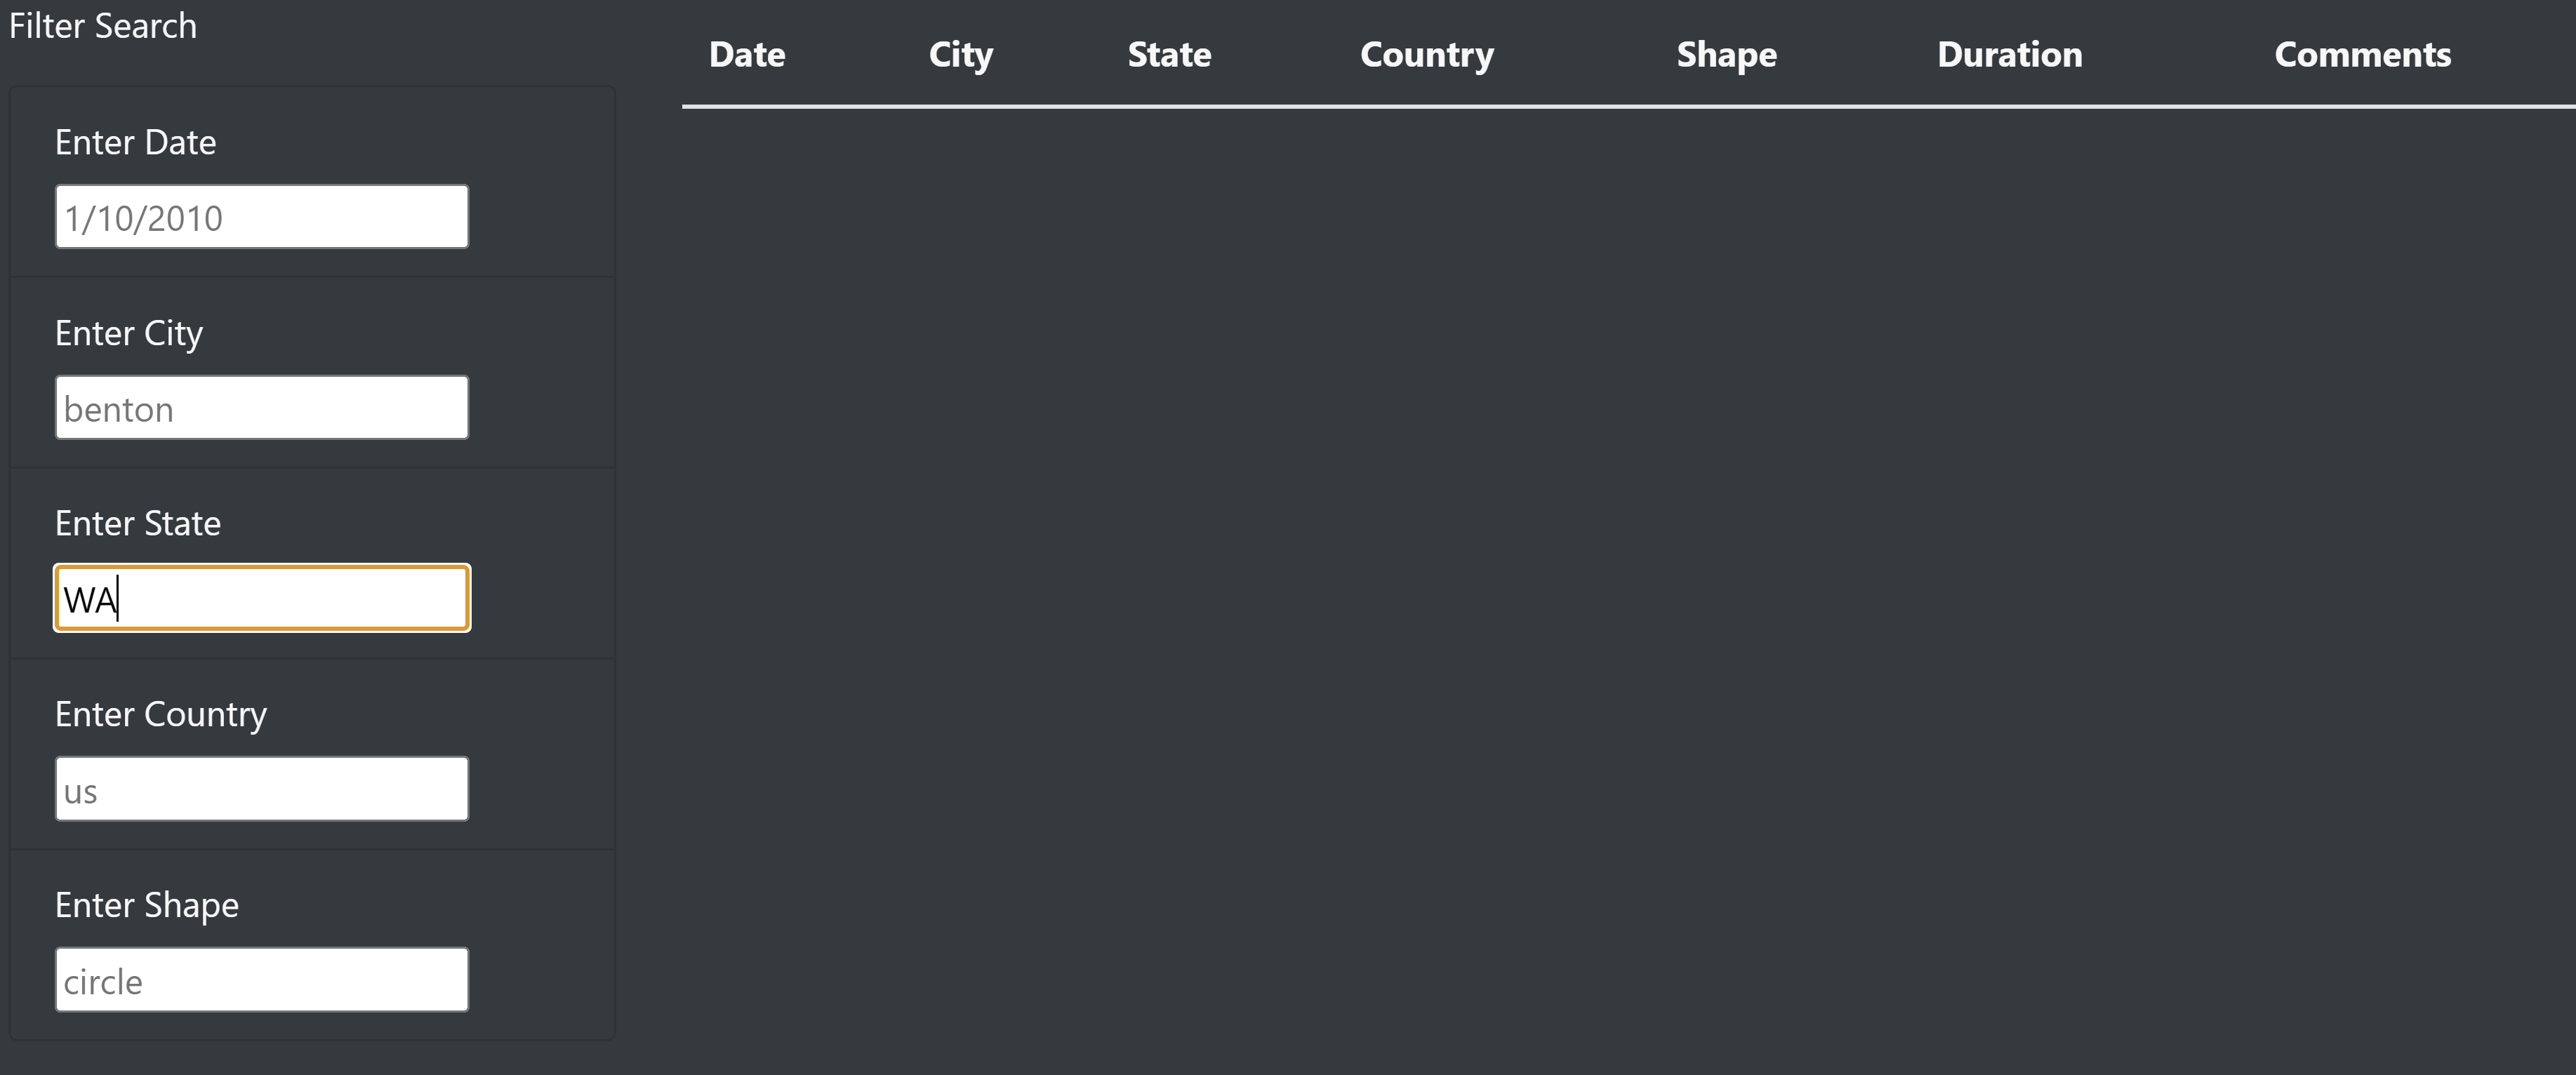 Filter Search
Date City State Country Shape Duration Comments
Enter Date
1/10/2010
Enter City
benton
Enter State
WA
Enter Country
us
Enter Shape
circle